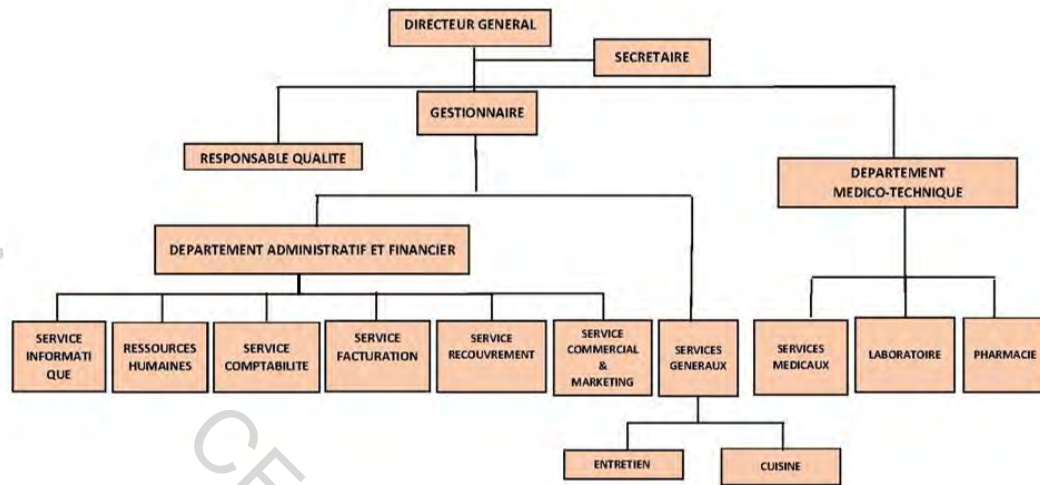 DIRECTEUR GENERAL
SECRETAIRE
GESTIONNAIRE
RESPONSABLE QUALITE
DEPARTEMENT
MEDICO-TECHNIQUE
DEPARTEMENT ADMINISTRATIF ET FINANCIER
SERVICE
INFORMATI
QUE
RESSOURCES
HUMAINES
SERVICE
COMPTABILITE
SERVICE
FACTURATION
SERVICE
RECOUVREMENT
SERVICE
COMMERCIAL
&
MARKETING
SERVICES
GENERAUX
SERVICES
MEDICAUX
LABORATOIRE
PHARMACIE
ENTRETIEN
CUISINE